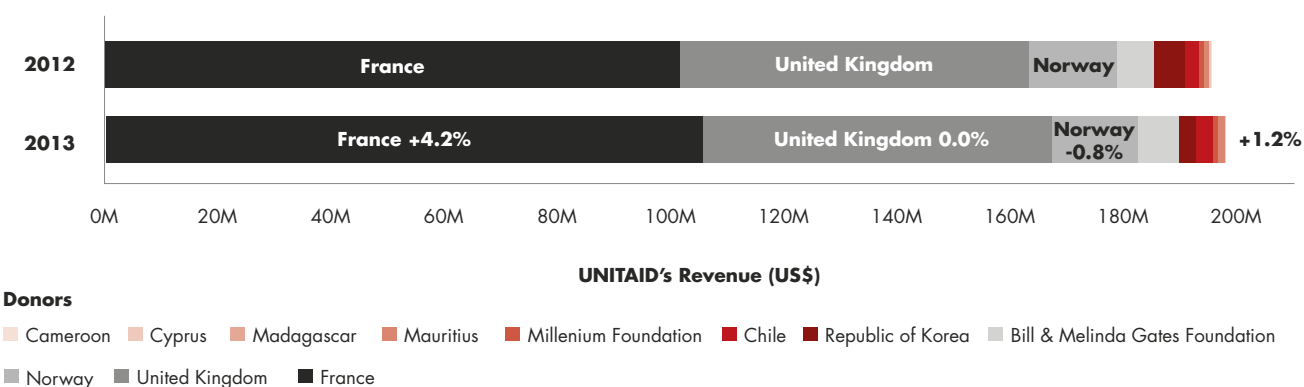 2012
France
United Kingdom
Norway
2013
France +4.2%
United Kingdom 0.0%
Norway
-0.8%
+1.2%
0M 20M 40M 60M 80M 100M 120M 140M 160M 180M 200M
UNITAID’s Revenue (US$)
Donors
Cameroon Cyprus Madagascar Mauritius Millenium Foundation Chile Republic of Korea Bill & Melinda Gates Foundation
Norway United Kingdom France